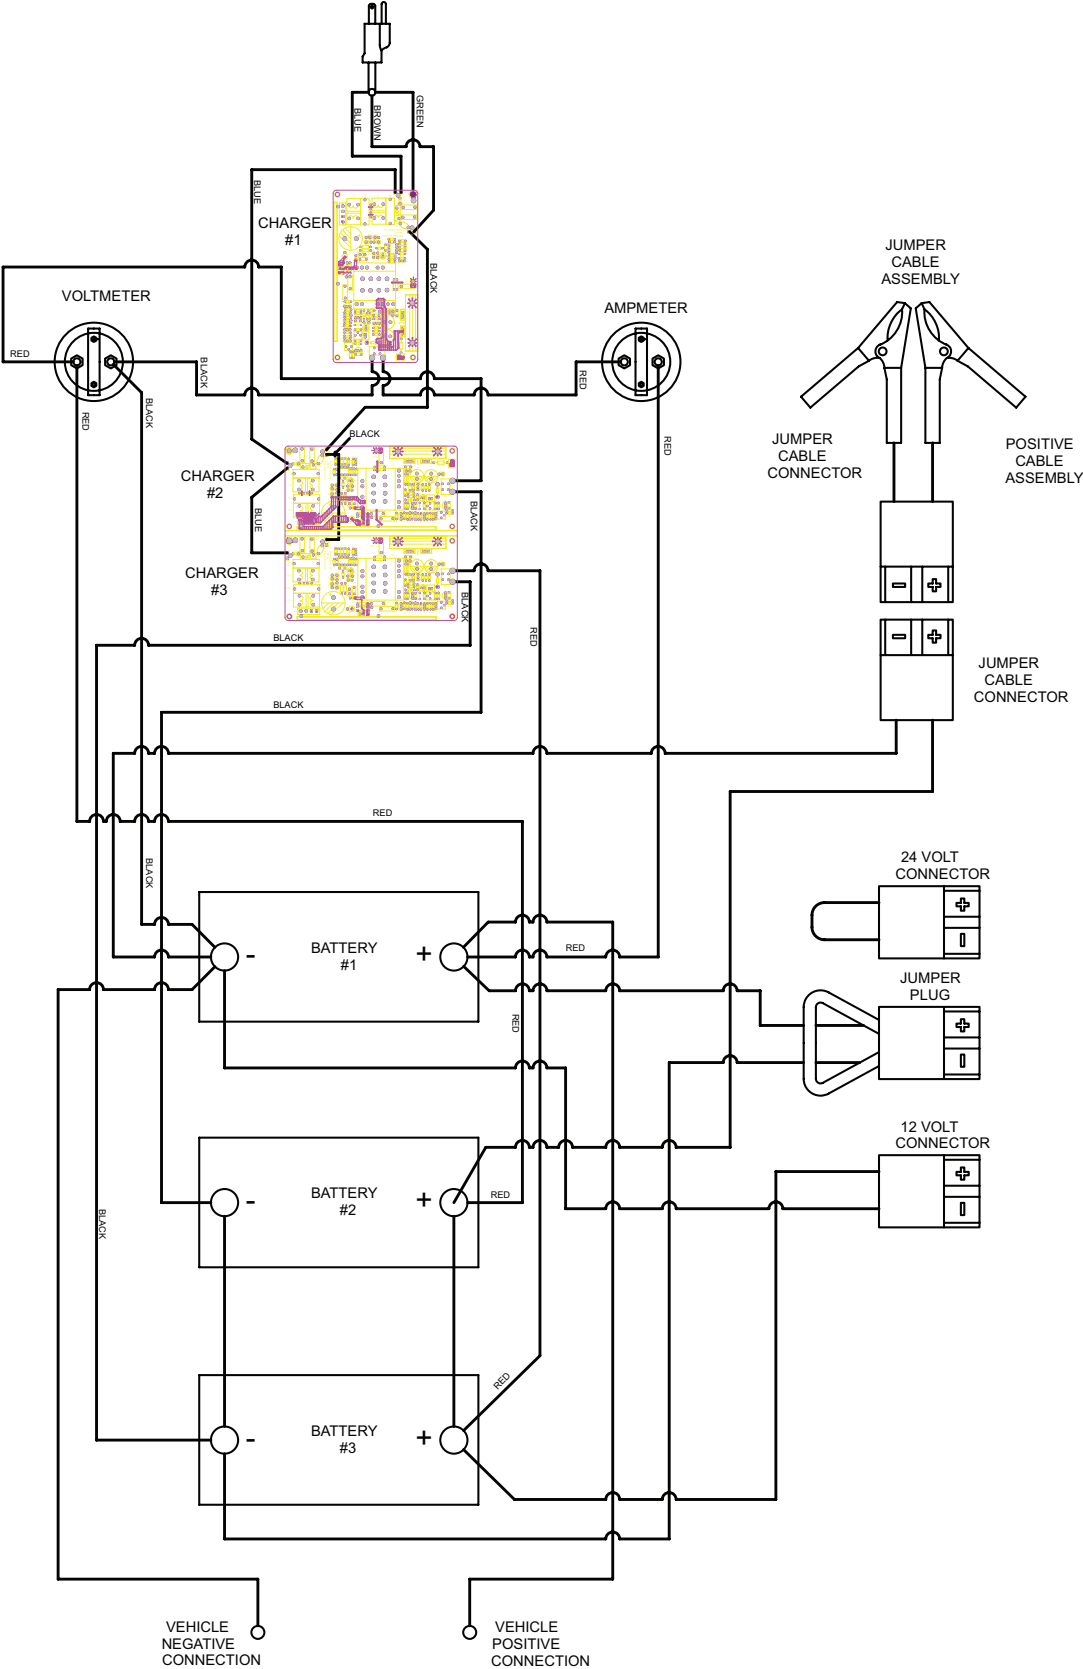 GREEN
BROWN
BLUE
BLUE
CHARGER
#1
BLACK
JUMPER
CABLE
ASSEMBLY
VOLTMETER
AMPMETER
RED
BLACK
RED
RED
BLACK
BLACK
RED
JUMPER
CABLE
CONNECTOR
POSITIVE
CABLE
ASSEMBLY
CHARGER
#2
BLACK
BLUE
CHARGER
#3
BLACK
RED
BLACK
-
+
-
+
JUMPER
CABLE
CONNECTOR
BLACK
RED
BLACK
24 VOLT
CONNECTOR
+
-
BATTERY
#1
-
+
RED
JUMPER
PLUG
+
-
RED
12 VOLT
CONNECTOR
+
-
BATTERY
#2
-
+
RED
BLACK
RED
BATTERY
#3
-
+
VEHICLE
NEGATIVE
CONNECTION
VEHICLE
POSITIVE
CONNECTION